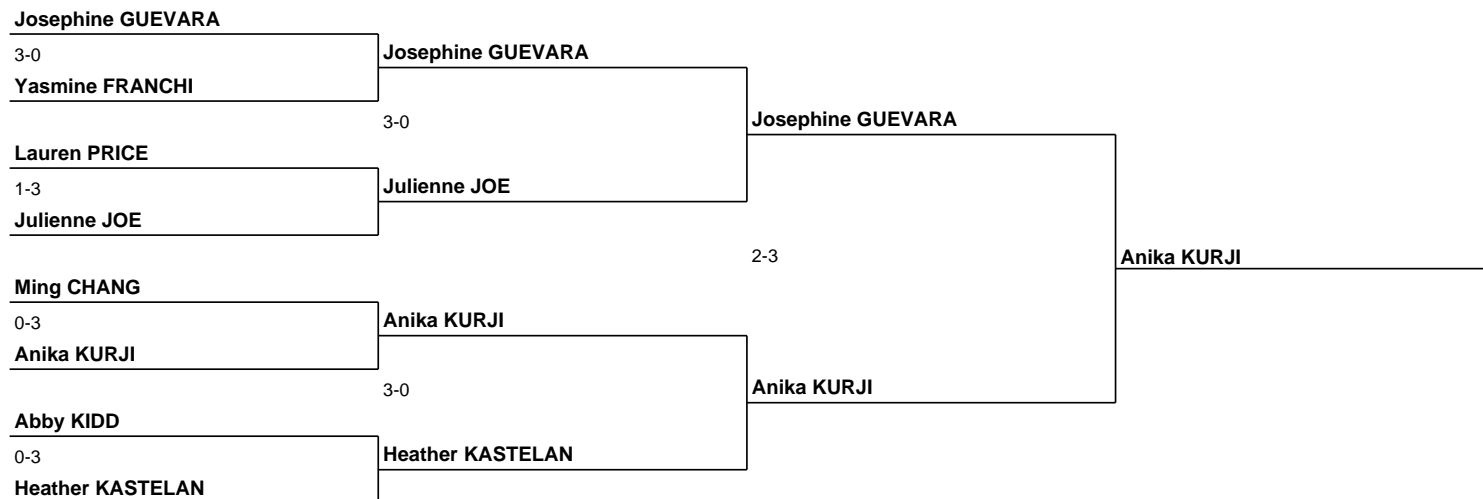 Josephine GUEVARA
3-0
Josephine GUEVARA
Yasmine FRANCHI
3-0
Josephine GUEVARA
Lauren PRICE
1-3
Julienne JOE
Julienne JOE
2-3
Anika KURJI
Ming CHANG
0-3
Anika KURJI
Anika KURJI
3-0
Anika KURJI
Abby KIDD
0-3
Heather KASTELAN
Heather KASTELAN